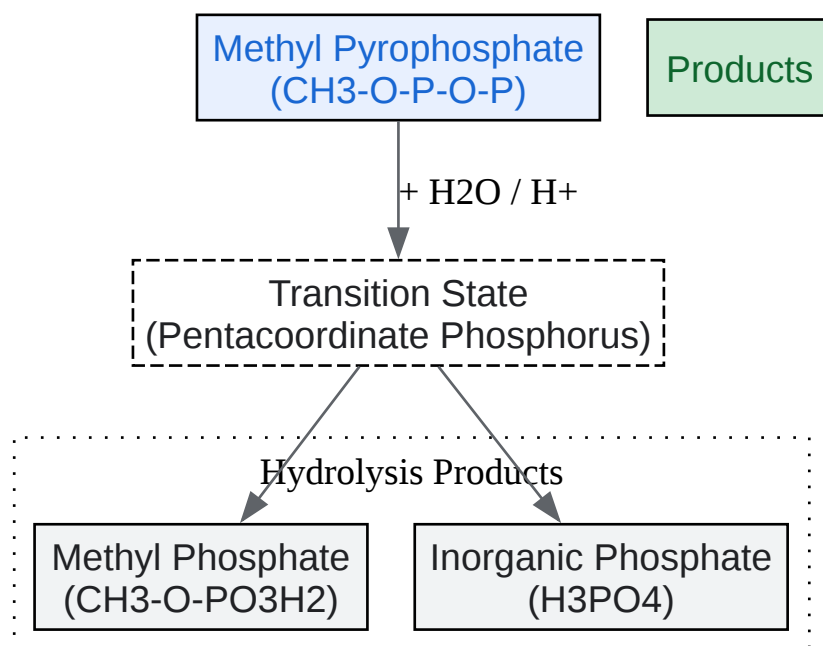 Methyl Pyrophosphate
(CH3-O-P-O-P)
Products
+ H2O / H+
Transition State
(Pentacoordinate Phosphorus)
Hydrolysis Products
Methyl Phosphate
(CH3-O-PO3H2)
Inorganic Phosphate
(H3PO4)